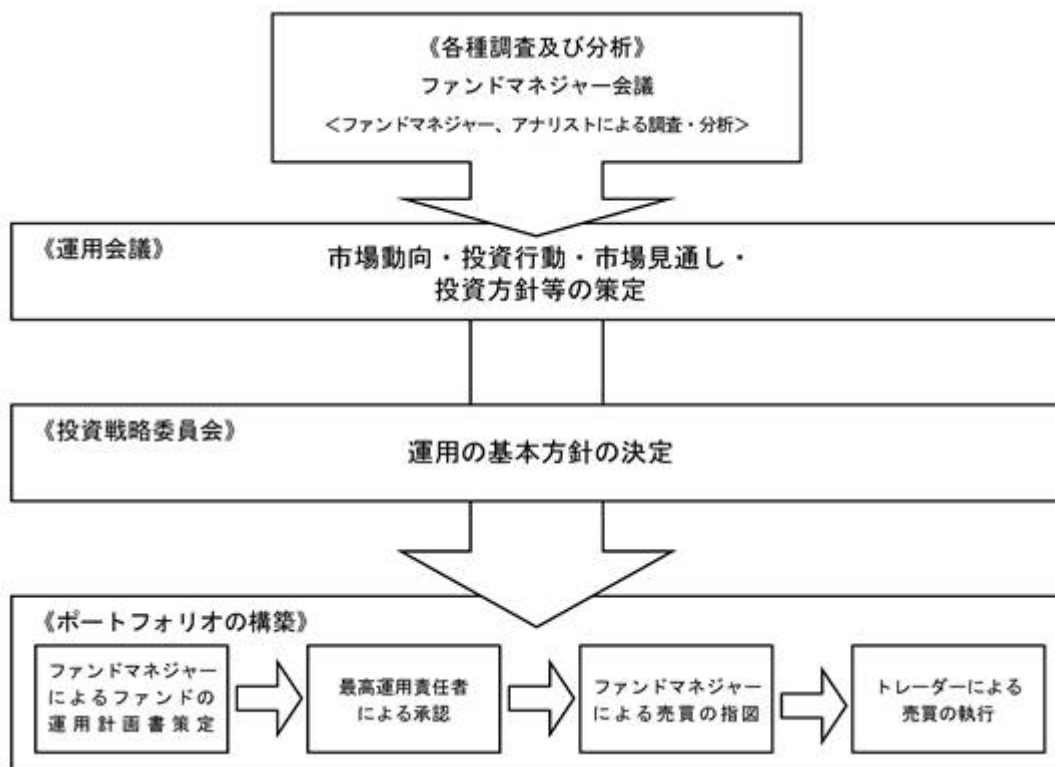 《各種調査及び分析》
ファンドマネジャー会議
＜ファンドマネジャー、アナリストによる調査・分析＞
《運用会議》
市場動向・投資行動・市場見通し・
投資方針等の策定
《投資戦略委員会》
運用の基本方針の決定
《ポートフォリオの構築》
ファンドマネジャー
によるファンドの
運用計画書策定
最高運用責任者
による承認
ファンドマネジャー
による売買の指図
トレーダーによる
売買の執行